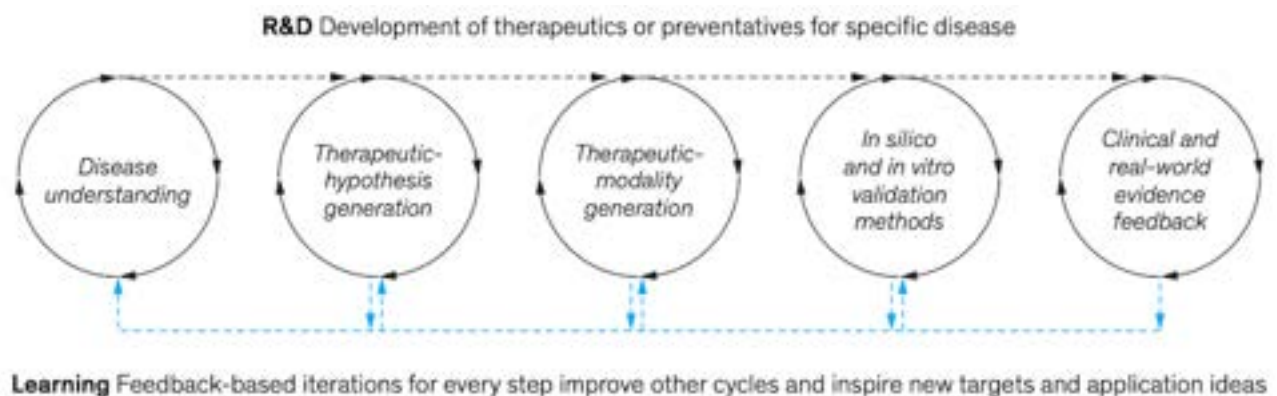 R&D Development of therapeutics or preventatives for specific disease
Disease
understanding
Therapeutic-
hypothesis
generation
Therapeutic-
modality
generation
In silico
and in vitro
validation
methods
Clinical and
real-world
evidence
feedback
Learning Feedback-based iterations for every step improve other cycles and inspire new targets and application ideas